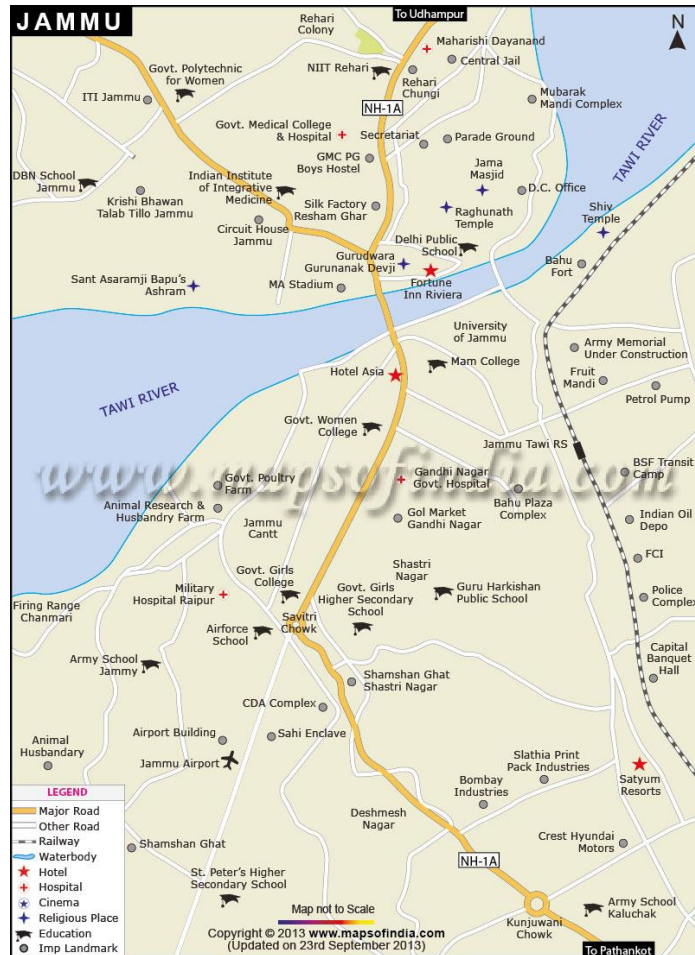 JAMMU
To Udhampur
N
Rehari
Colony
Maharishi Dayanand
Central Jail
NIIT Rehari
Rehari
Chungi
Govt. Polytechnic
for Women
ITI Jammu
NH-1A
Mubarak
Mandi Complex
Govt. Medical College
& Hospital
Secretariat
Parade Ground
GMC PG
Boys Hostel
Jama
Masjid
TAWI RIVER
DBN School
Jammu
Krishi Bhawan
Talab Tillo Jammu
Indian Institute
of Integrative
Medicine
Silk Factory
Resham Ghar
D.C. Office
Raghunath
Temple
Shiv
Temple
Circuit House
Jammu
Delhi Public
School
Gurudwara
Gurunanak Devji
Bahu
Fort
Sant Asaramji Bapu's
Ashram
MA Stadium
Fortune
Inn Riviera
University
of Jammu
Army Memorial
Under Construction
Mam College
Hotel Asia
Fruit
Mandi
Petrol Pump
TAWI RIVER
Govt. Women
College
Jammu Tawi RS
www.mapsofindia.com
Govt. Poultry
Farm
Gandhi Nagar
Govt. Hospital
BSF Transit
Camp
Animal Research &
Husbandry Farm
Bahu Plaza
Complex
Jammu
Cantt
Gol Market
Gandhi Nagar
Indian Oil
Depo
Shastri
Nagar
FCI
Govt. Girls
College
Govt. Girls
Higher Secondary
School
Guru Harkishan
Public School
Military
Hospital Raipur
Police
Complex
Firing Range
Chanmari
Savitri
Chowk
Airforce
School
Army School
Jammy
Capital
Banquet
Hall
Shamshan Ghat
Shastri Nagar
CDA Complex
Airport Building
Sahi Enclave
Animal
Husbandary
Jammu Airport
Slathia Print
Pack Industries
Bombay
Industries
Satyum
Resorts
LEGEND
Major Road
Other Road
Railway
Waterbody
Hotel
Hospital
Cinema
Religious Place
Education
Imp Landmark
Deshmesh
Nagar
Shamshan Ghat
Crest Hyundai
Motors
NH-1A
St. Peter's Higher
Secondary School
Army School
Kaluchak
Map not to Scale
Kunjuwani
Chowk
Copyright © 2013 www.mapsofindia.com
(Updated on 23rd September 2013)
To Pathankot